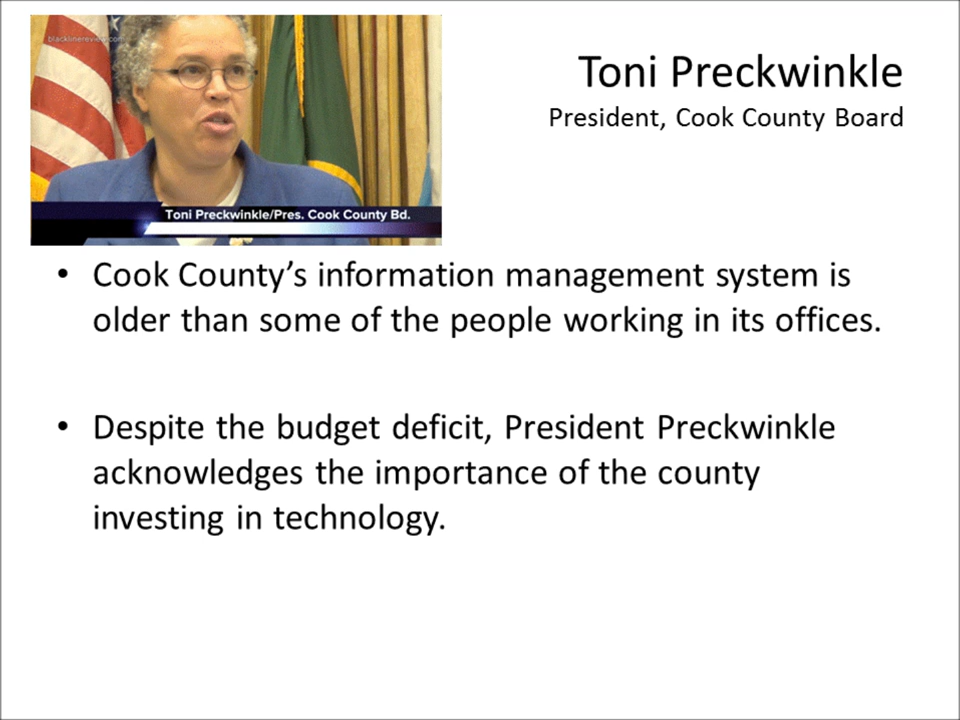 blacklinereview.com
Toni Preckwinkle
President, Cook County Board
Toni Preckwinkle/Pres. Cook County Bd.
• Cook County’s information management system is
older than some of the people working in its offices.
• Despite the budget deficit, President Preckwinkle
acknowledges the importance of the county
investing in technology.